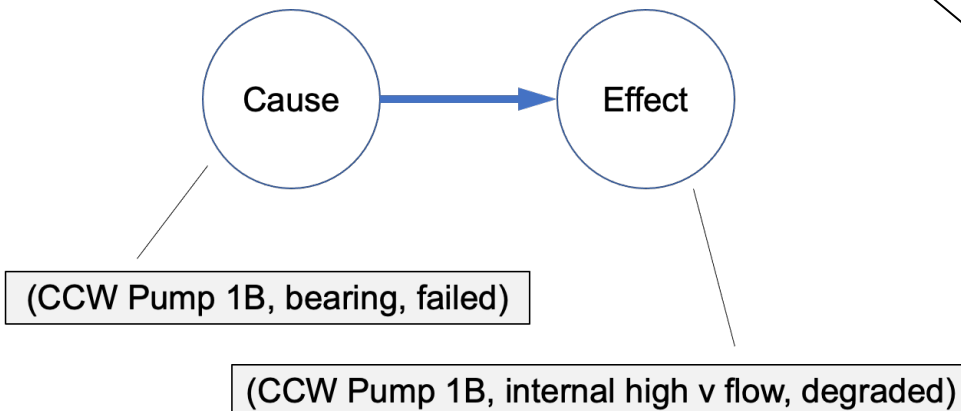 Cause
Effect
(CCW Pump 1B, bearing, failed)
(CCW Pump 1B, internal high v flow, degraded)